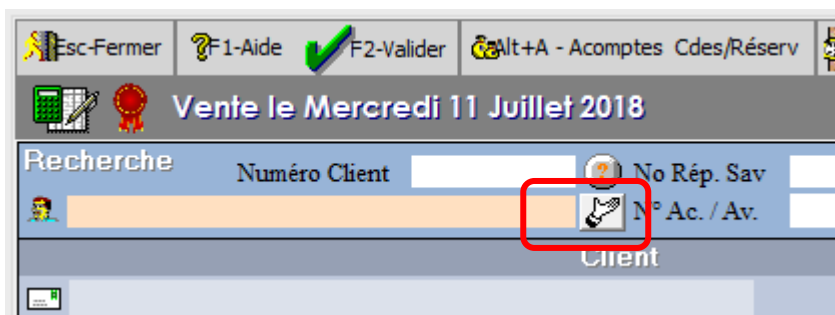 Esc-Fermer F1-Aide F2-Valider Alt+A - Acomptes Cdes/Réserv
Vente le Mercredi 11 Juillet 2018
Recherche Numéro Client No Rép. Sav
N° Ac. / Av.
Client